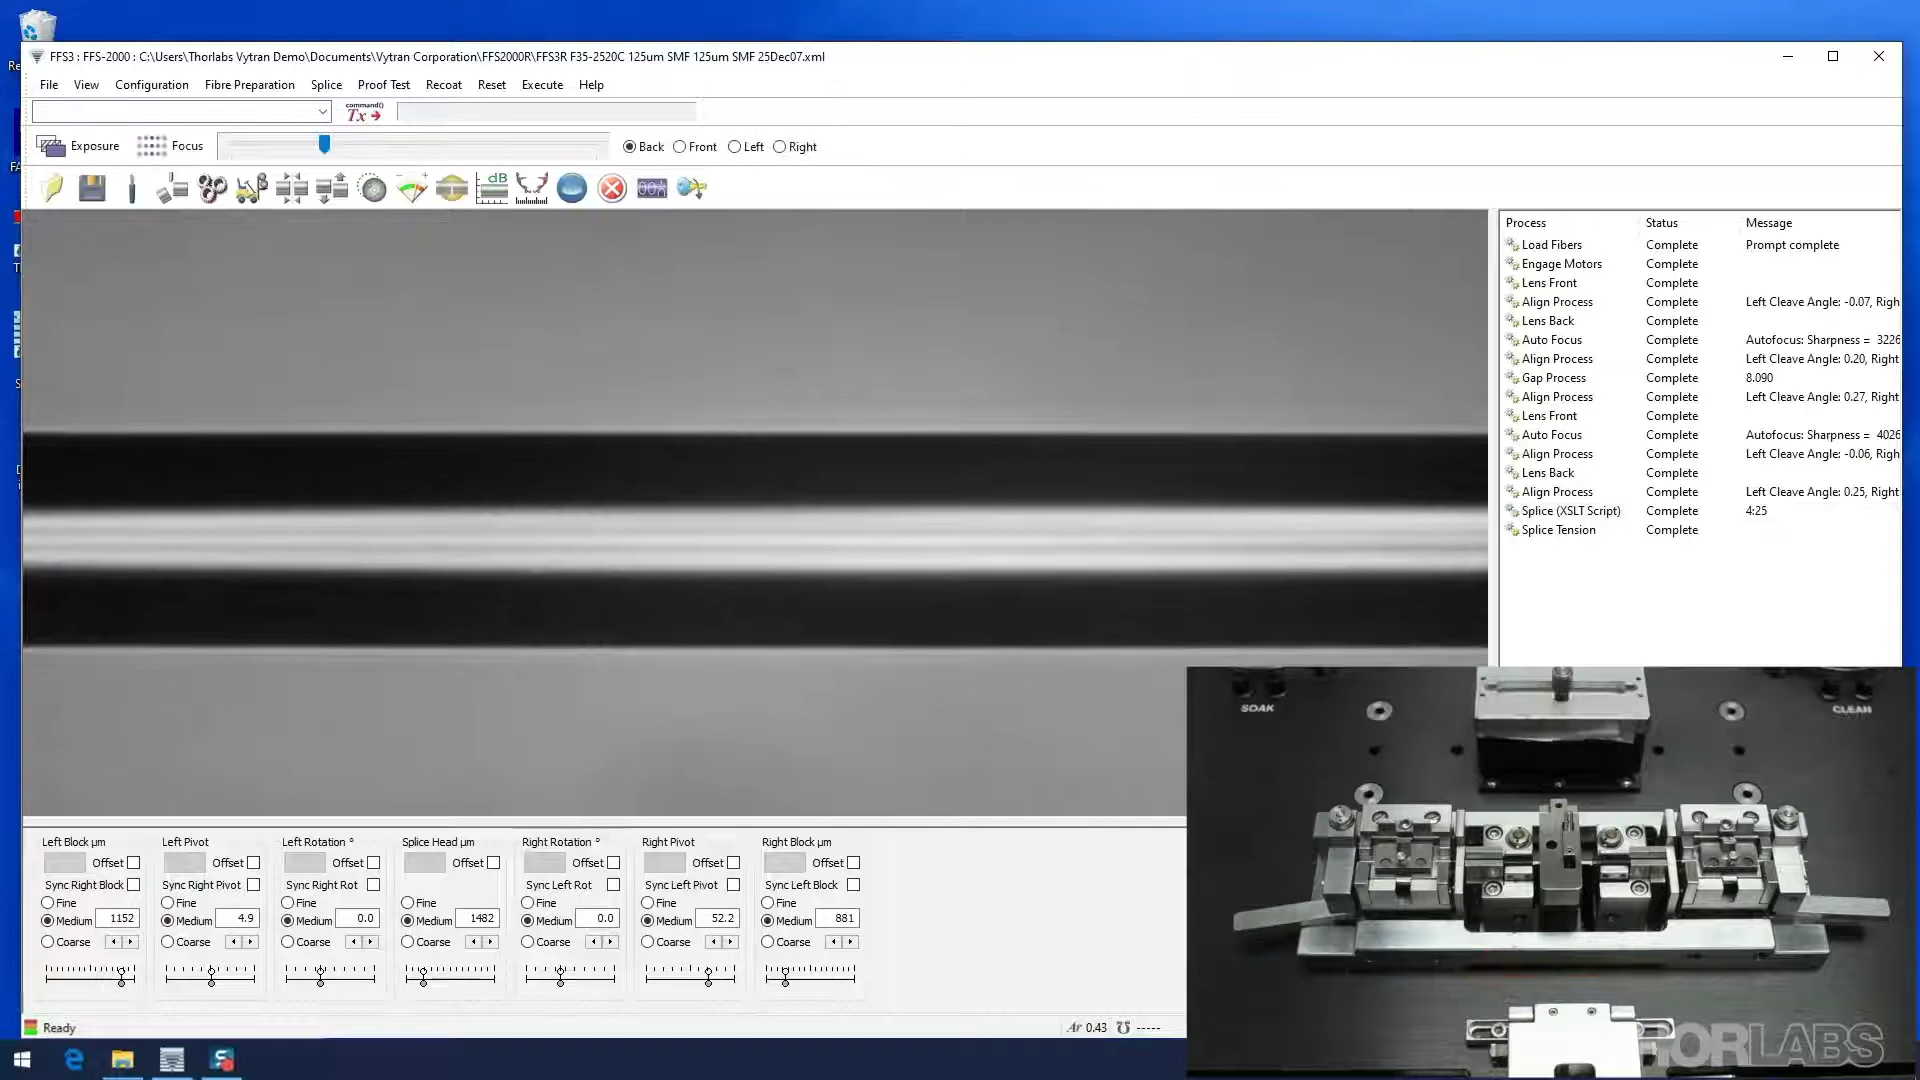 FFS3 : FFS-2000 : C:\Users\Thorlabs Vytran Demo\Documents\Vytran Corporation\FFS2000R\FFS3R F35-2520C 125um SMF 125um SMF 25Dec07.xml
File View Configuration Fibre Preparation Splice Proof Test Recoat Reset Execute Help
command()
Tx
Exposure Focus Back Front Left Right
dB
Process Status Message
Load Fibers Complete Prompt complete
Engage Motors Complete
Lens Front Complete
Align Process Complete Left Cleave Angle: -0.07, Righ
Lens Back Complete
Auto Focus Complete Autofocus: Sharpness = 3226
Align Process Complete Left Cleave Angle: 0.20, Right
Gap Process Complete 8.090
Align Process Complete Left Cleave Angle: 0.27, Right
Lens Front Complete
Auto Focus Complete Autofocus: Sharpness = 4026
Align Process Complete Left Cleave Angle: -0.06, Righ
Lens Back Complete
Align Process Complete Left Cleave Angle: 0.25, Right
Splice (XSLT Script) Complete 4:25
Splice Tension Complete
SOAK CLEAN
Left Block µm Left Pivot Left Rotation ° Splice Head µm Right Rotation ° Right Pivot Right Block µm
Offset Offset Offset Offset Offset Offset Offset
Sync Right Block Sync Right Pivot Sync Right Rot Sync Left Rot Sync Left Pivot Sync Left Block
Fine Fine Fine Fine Fine Fine Fine
Medium 1152 Medium 4.9 Medium 0.0 Medium 1482 Medium 0.0 Medium 52.2 Medium 881
Coarse Coarse Coarse Coarse Coarse Coarse Coarse
Ready Ar 0.43 -----
THORLABS